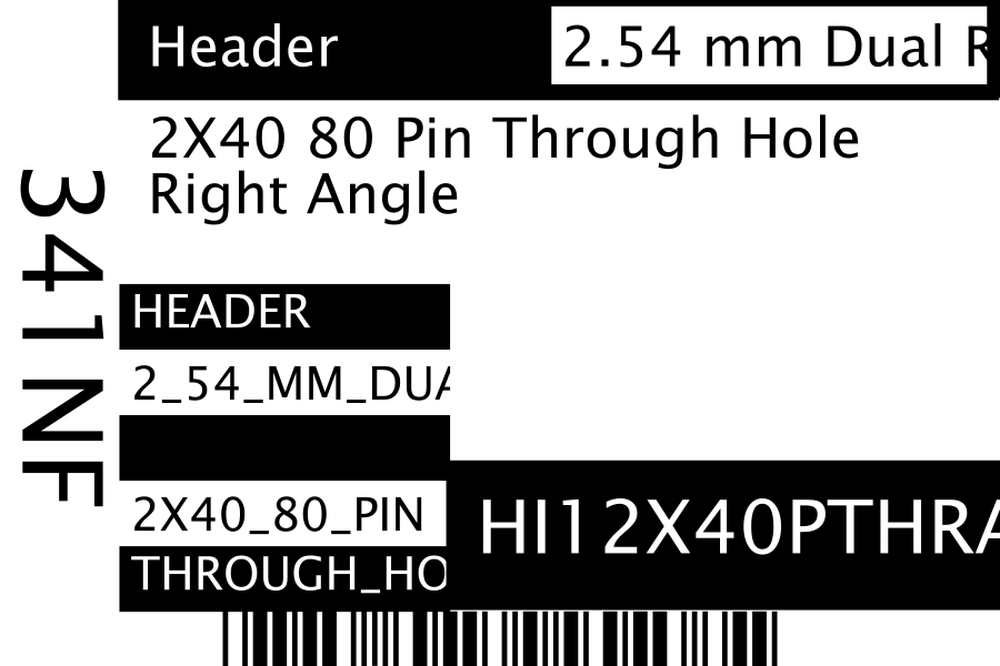 Header
2.54 mm Dual R
2X40 80 Pin Through Hole
Right Angle
341NF
HEADER
2_54_MM_DUA
2X40_80_PIN
THROUGH_HO
HI12X40PTHRA